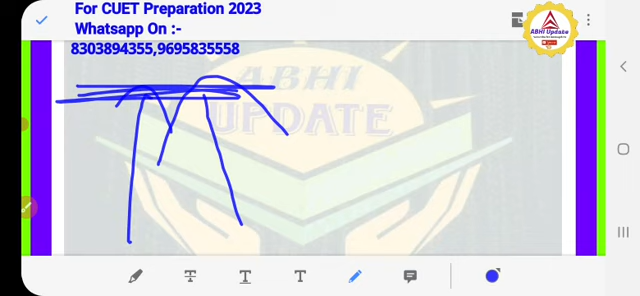 For CUET Preparation 2023
Whatsapp On :-
8303894355,9695835558
ABHI Update
ABHI
UPDATE